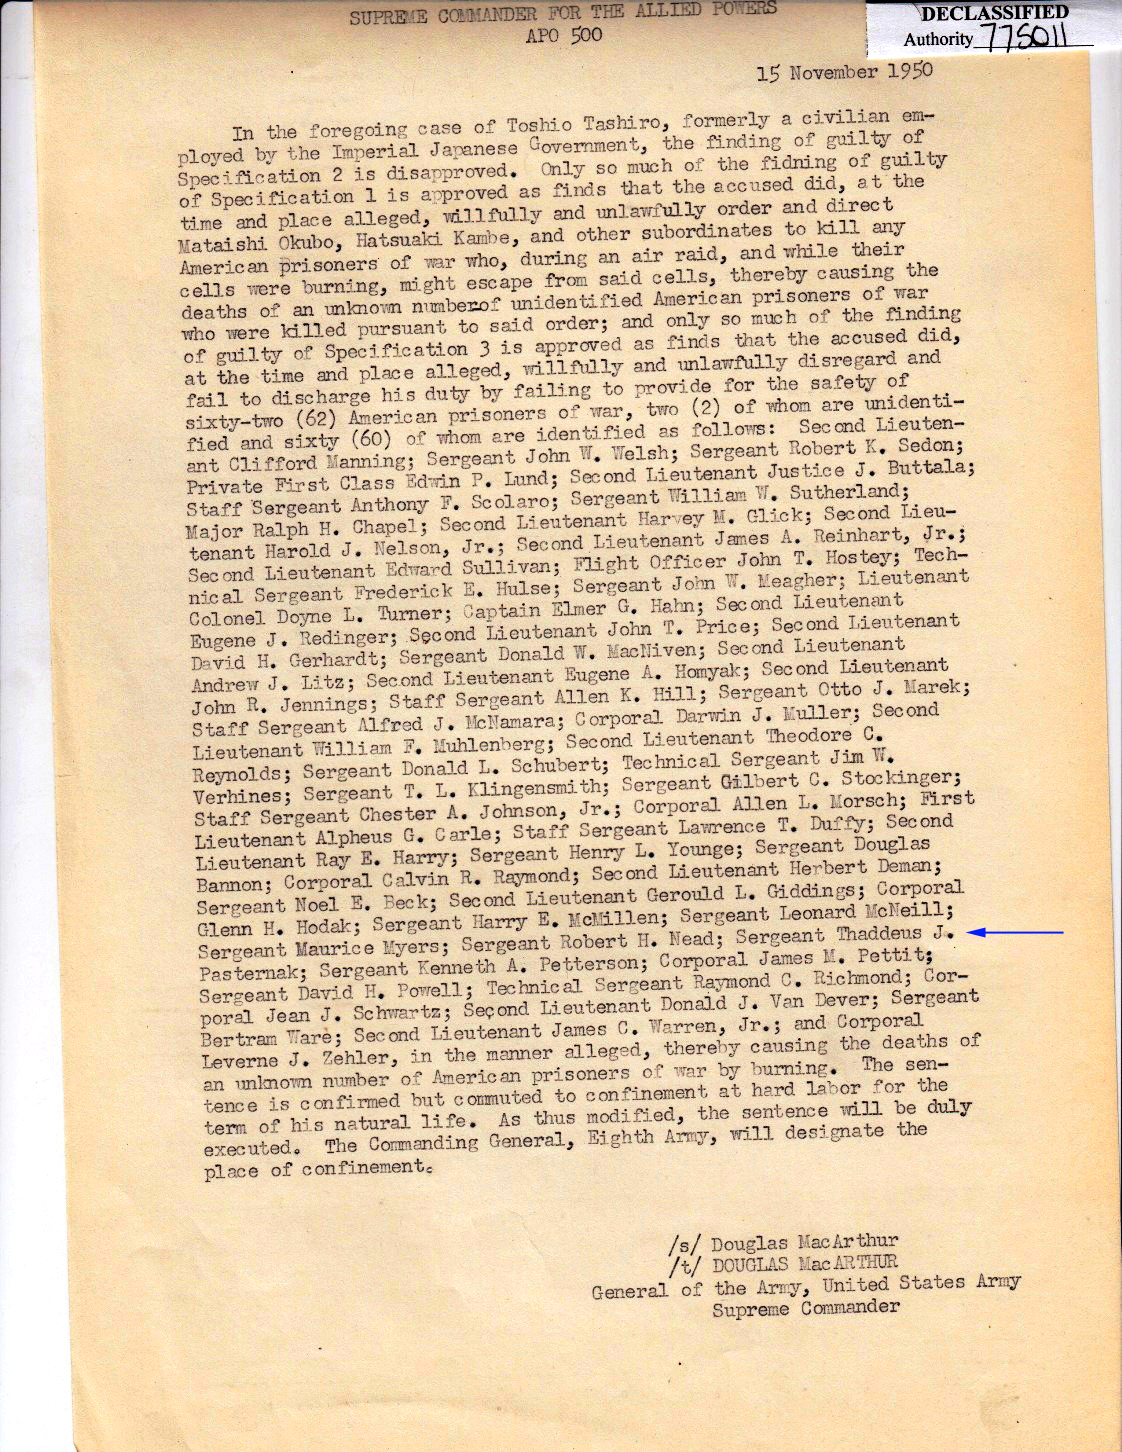 SUPREME COMMANDER FOR THE ALLIED POWERS
APO 500
DECLASSIFIED
Authority 775011
15 November 1950
In the foregoing case of Toshio Tashiro, formerly a civilian em-
ployed by the Imperial Japanese Government, the finding of guilty of
Specification 2 is disapproved. Only so much of the fidning of guilty
of Specification 1 is approved as finds that the accused did, at the
time and place alleged, willfully and unlawfully order and direct
Mataishi Okubo, Hatsuaki Kambe, and other subordinates to kill any
American prisoners of war who, during an air raid, and while their
cells were burning, might escape from said cells, thereby causing the
deaths of an unknown numberof unidentified American prisoners of war
who were killed pursuant to said order; and only so much of the finding
of guilty of Specification 3 is approved as finds that the accused did,
at the time and place alleged, willfully and unlawfully disregard and
fail to discharge his duty by failing to provide for the safety of
sixty-two (62) American prisoners of war, two (2) of whom are unidenti-
fied and sixty (60) of whom are identified as follows: Second Lieuten-
ant Clifford Manning; Sergeant John W. Welsh; Sergeant Robert K. Sedon;
Private First Class Edwin P. Lund; Second Lieutenant Justice J. Buttala;
Staff Sergeant Anthony F. Scolaro; Sergeant William W. Sutherland;
Major Ralph H. Chapel; Second Lieutenant Harvey M. Glick; Second Lieu-
tenant Harold J. Nelson, Jr.; Second Lieutenant James A. Reinhart, Jr.;
Second Lieutenant Edward Sullivan; Flight Officer John T. Hostey; Tech-
nical Sergeant Frederick E. Hulse; Sergeant John W. Meagher; Lieutenant
Colonel Doyne L. Turner; Captain Elmer G. Hahn; Second Lieutenant
Eugene J. Redinger; Second Lieutenant John T. Price; Second Lieutenant
David H. Gerhardt; Sergeant Donald W. MacNiven; Second Lieutenant
Andrew J. Litz; Second Lieutenant Eugene A. Homyak; Second Lieutenant
John R. Jennings; Staff Sergeant Allen K. Hill; Sergeant Otto J. Marek;
Staff Sergeant Alfred J. McNamara; Corporal Darwin J. Muller; Second
Lieutenant William F. Muhlenberg; Second Lieutenant Theodore C.
Reynolds; Sergeant Donald L. Schubert; Technical Sergeant Jim W.
Verhines; Sergeant T. L. Klingensmith; Sergeant Gilbert C. Stockinger;
Staff Sergeant Chester A. Johnson, Jr.; Corporal Allen L. Morsch; First
Lieutenant Alpheus G. Carle; Staff Sergeant Lawrence T. Duffy; Second
Lieutenant Ray E. Harry; Sergeant Henry L. Younge; Sergeant Douglas
Bannon; Corporal Calvin R. Raymond; Second Lieutenant Herbert Deman;
Sergeant Noel E. Beck; Second Lieutenant Gerould L. Giddings; Corporal
Glenn H. Hodak; Sergeant Harry E. McMillen; Sergeant Leonard McNeill;
Sergeant Maurice Myers; Sergeant Robert H. Nead; Sergeant Thaddeus J.
Pasternak; Sergeant Kenneth A. Petterson; Corporal James M. Pettit;
Sergeant David H. Powell; Technical Sergeant Raymond C. Richmond; Cor-
poral Jean J. Schwartz; Second Lieutenant Donald J. Van Dever; Sergeant
Bertram Ware; Second Lieutenant James C. Warren, Jr.; and Corporal
Leverne J. Zehler, in the manner alleged, thereby causing the deaths of
an unknown number of American prisoners of war by burning. The sen-
tence is confirmed but commuted to confinement at hard labor for the
term of his natural life. As thus modified, the sentence will be duly
executed. The Commanding General, Eighth Army, will designate the
place of confinement.
/s/ Douglas MacArthur
/t/ DOUGLAS MacARTHUR
General of the Army, United States Army
Supreme Commander